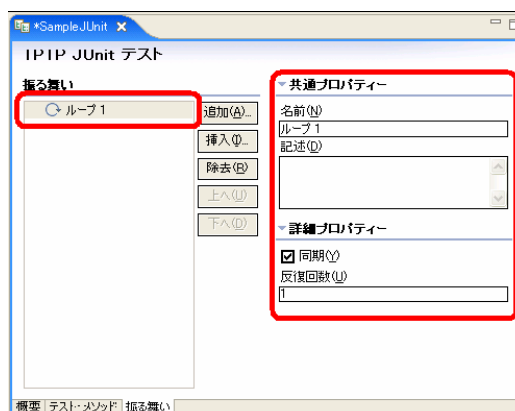 *SampleJUnit
TPTP JUnit テスト
振る舞い
ループ 1
追加(A)...
挿入(I)...
除去(R)
上へ(U)
下へ(D)
共通プロパティー
名前(N)
ループ 1
記述(D)
詳細プロパティー
同期(Y)
反復回数(U)
1
概要 テスト・メソッド 振る舞い